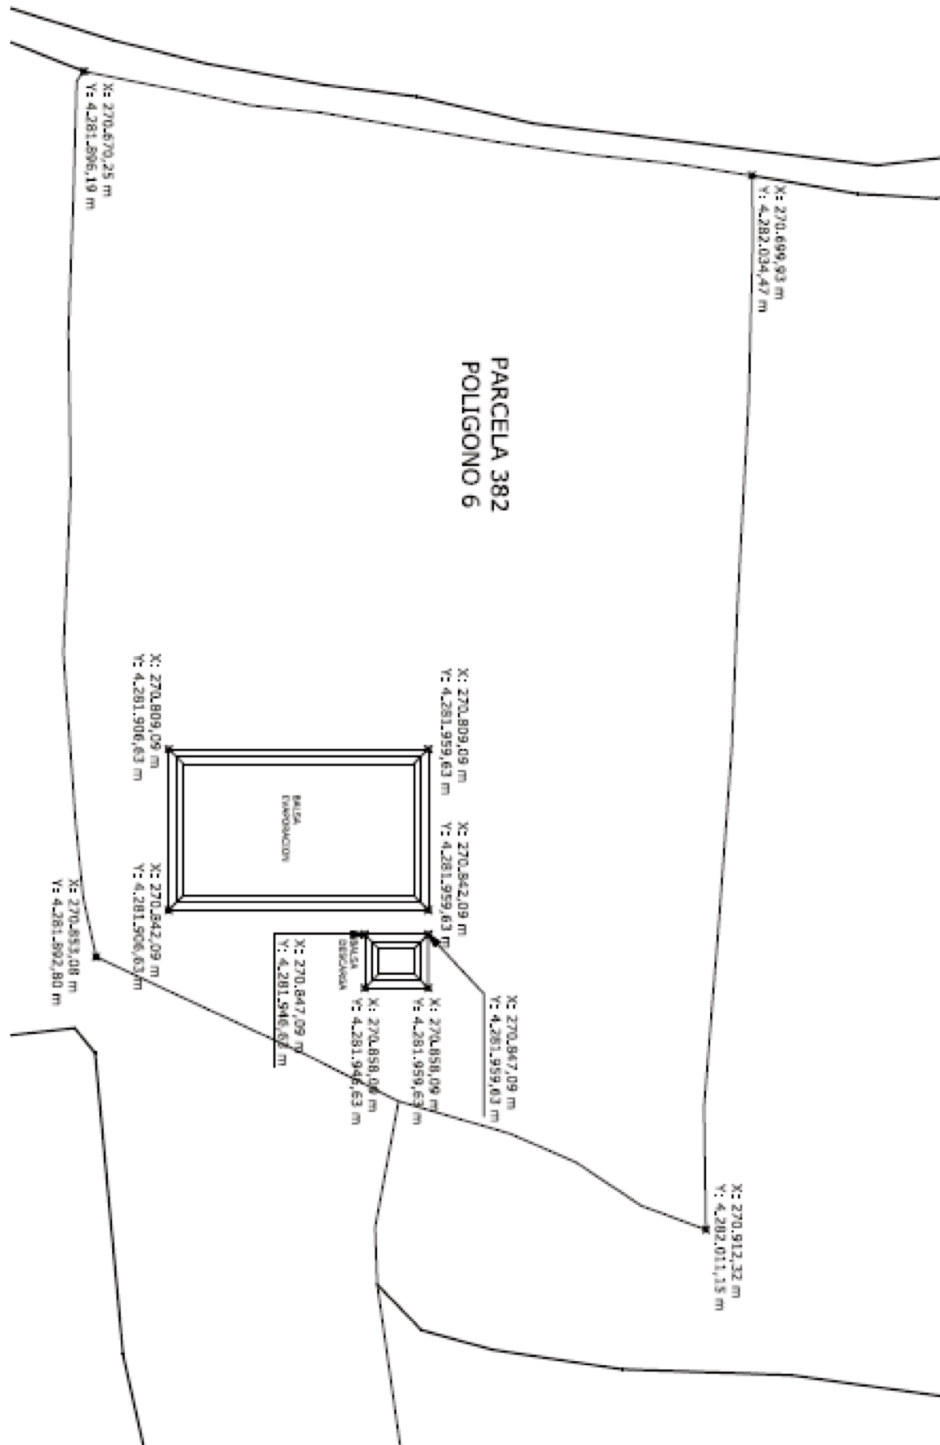 X: 270.670,25 m
Y: 4.281.896,19 m
X: 270.699,93 m
Y: 4.282.034,47 m
PARCELA 382
POLIGONO 6
X: 270.809,09 m
Y: 4.281.906,63 m
X: 270.809,09 m
Y: 4.281.959,63 m
BALSA
EVAPORACION
X: 270.842,09 m
Y: 4.281.959,63 m
X: 270.842,09 m
Y: 4.281.906,63 m
X: 270.853,08 m
Y: 4.281.892,80 m
BALSA
DESCARGA
X: 270.847,09 m
Y: 4.281.946,63 m
X: 270.858,09 m
Y: 4.281.946,63 m
X: 270.858,09 m
Y: 4.281.959,63 m
X: 270.847,09 m
Y: 4.281.959,63 m
X: 270.912,32 m
Y: 4.282.011,15 m